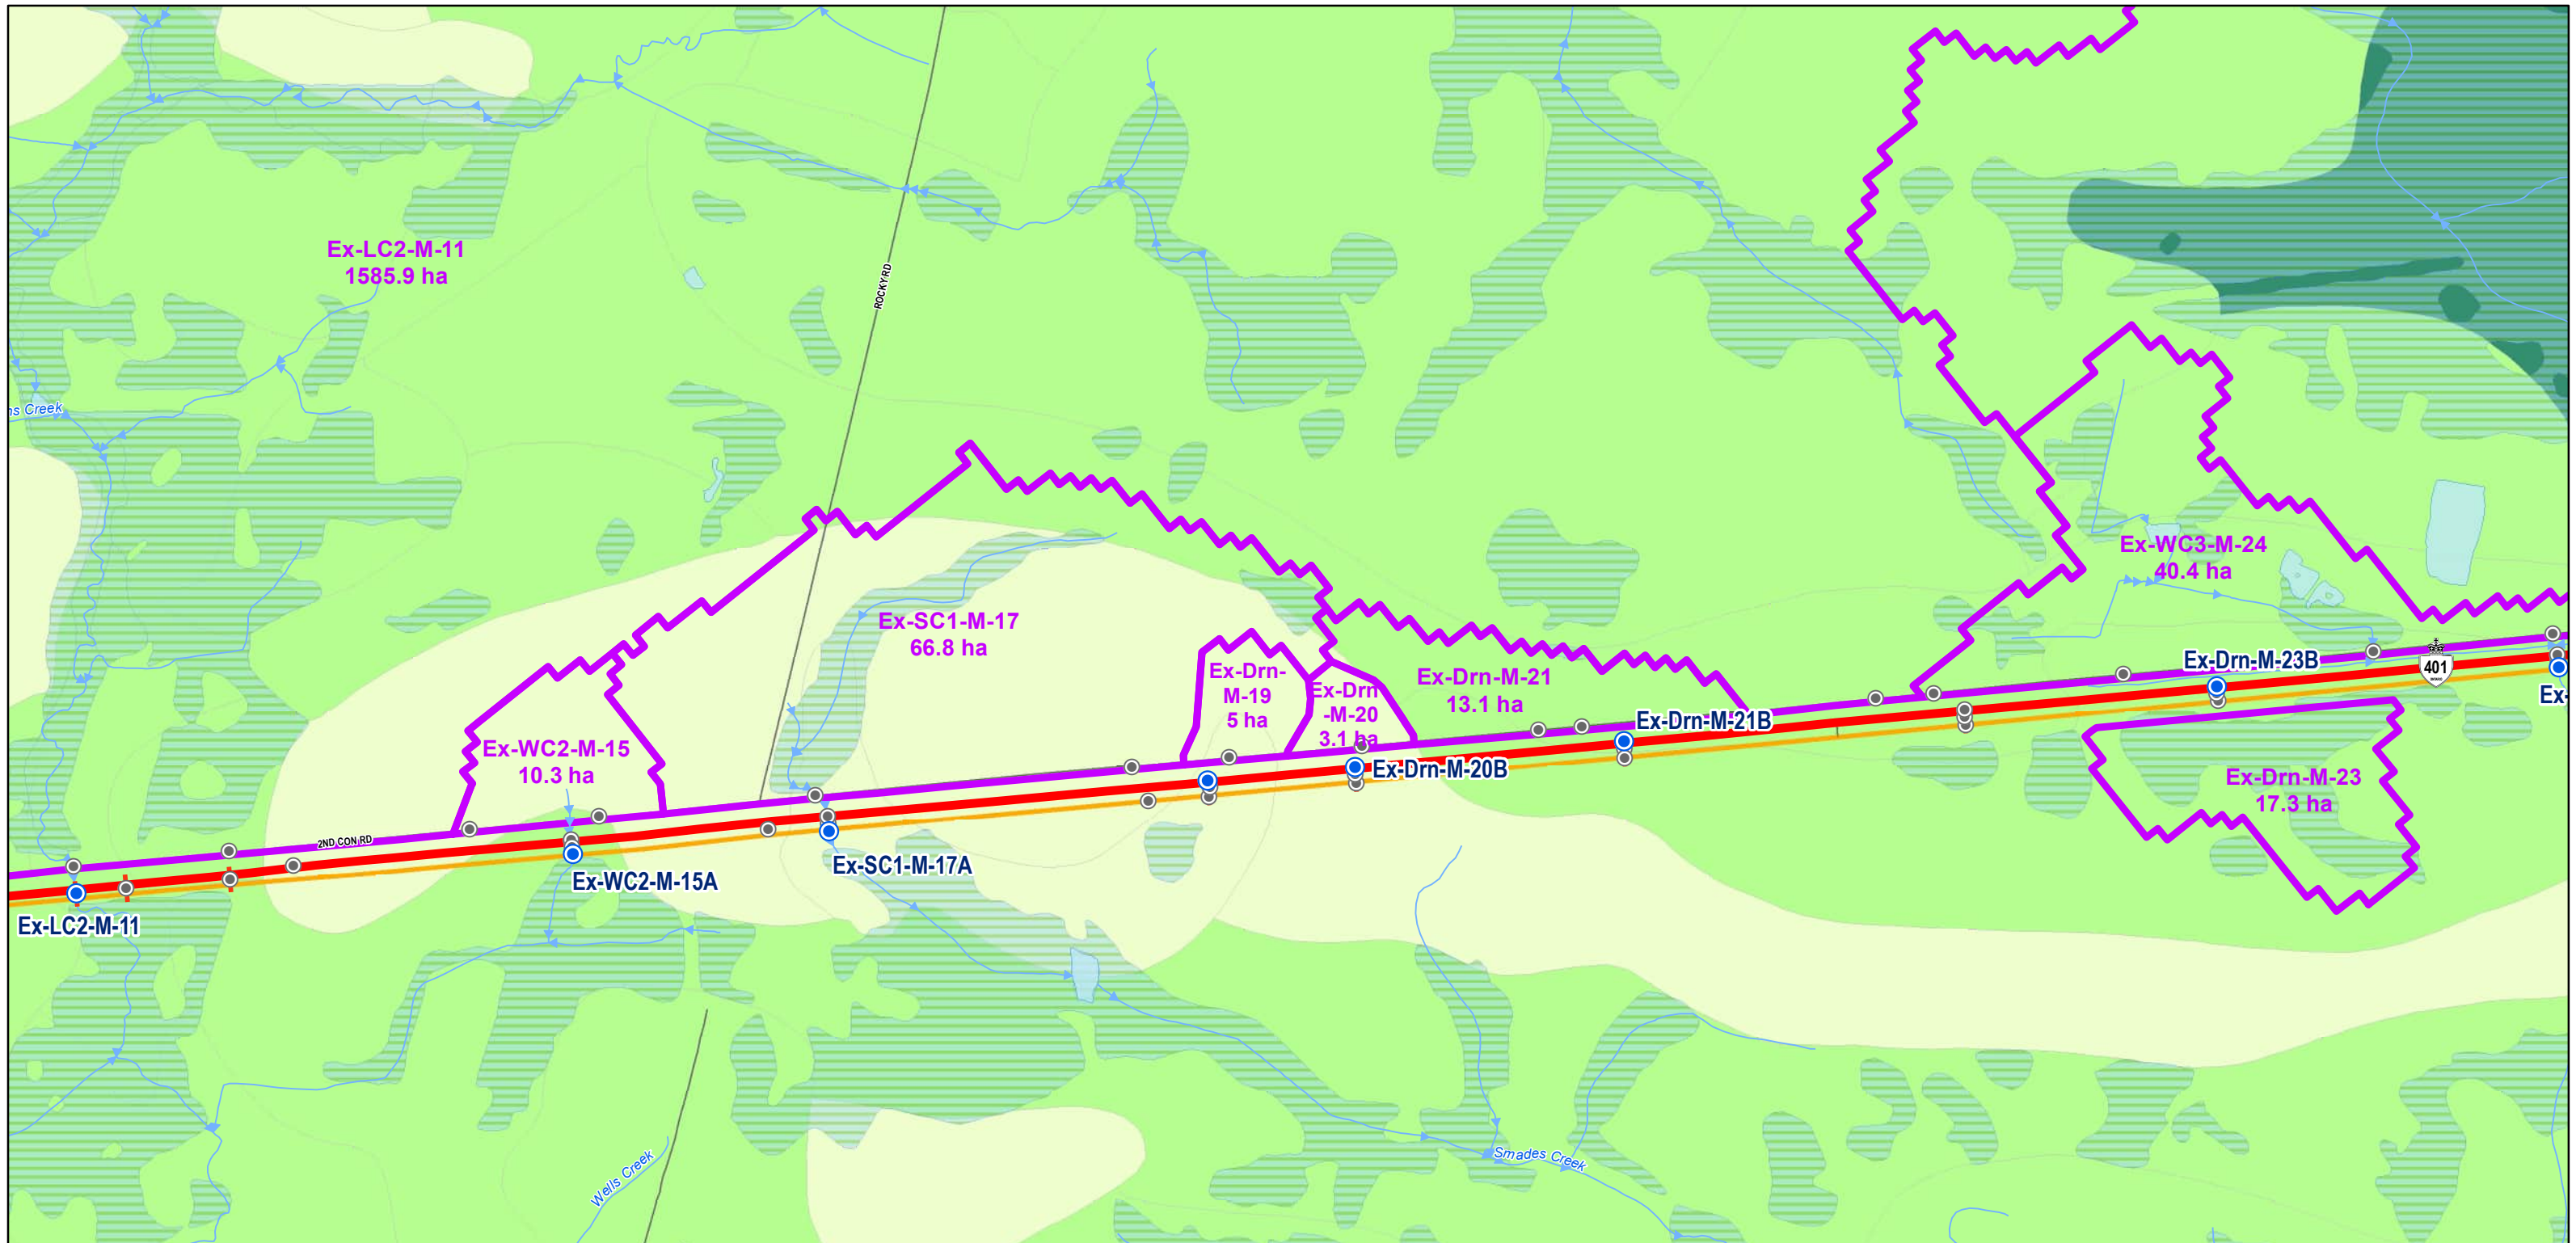 Ex-LC2-M-11
1585.9 ha
ROCKY RD
ns Creek
Ex-WC3-M-24
40.4 ha
Ex-SC1-M-17
66.8 ha
Ex-Drn-
M-19
5 ha
Ex-Drn
-M-20
3.1 ha
Ex-Drn-M-21
13.1 ha
Ex-Drn-M-23B
401
Ex-
Ex-Drn-M-21B
Ex-WC2-M-15
10.3 ha
Ex-Drn-M-20B
Ex-Drn-M-23
17.3 ha
2ND CON RD
Ex-SC1-M-17A
Ex-WC2-M-15A
Ex-LC2-M-11
Smades Creek
Wells Creek